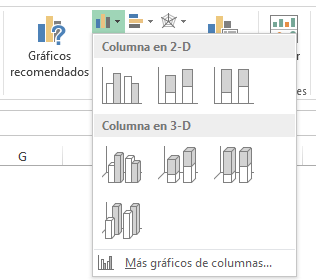 Gráficos
recomendados
Columna en 2-D
Columna en 3-D
Más gráficos de columnas...
G